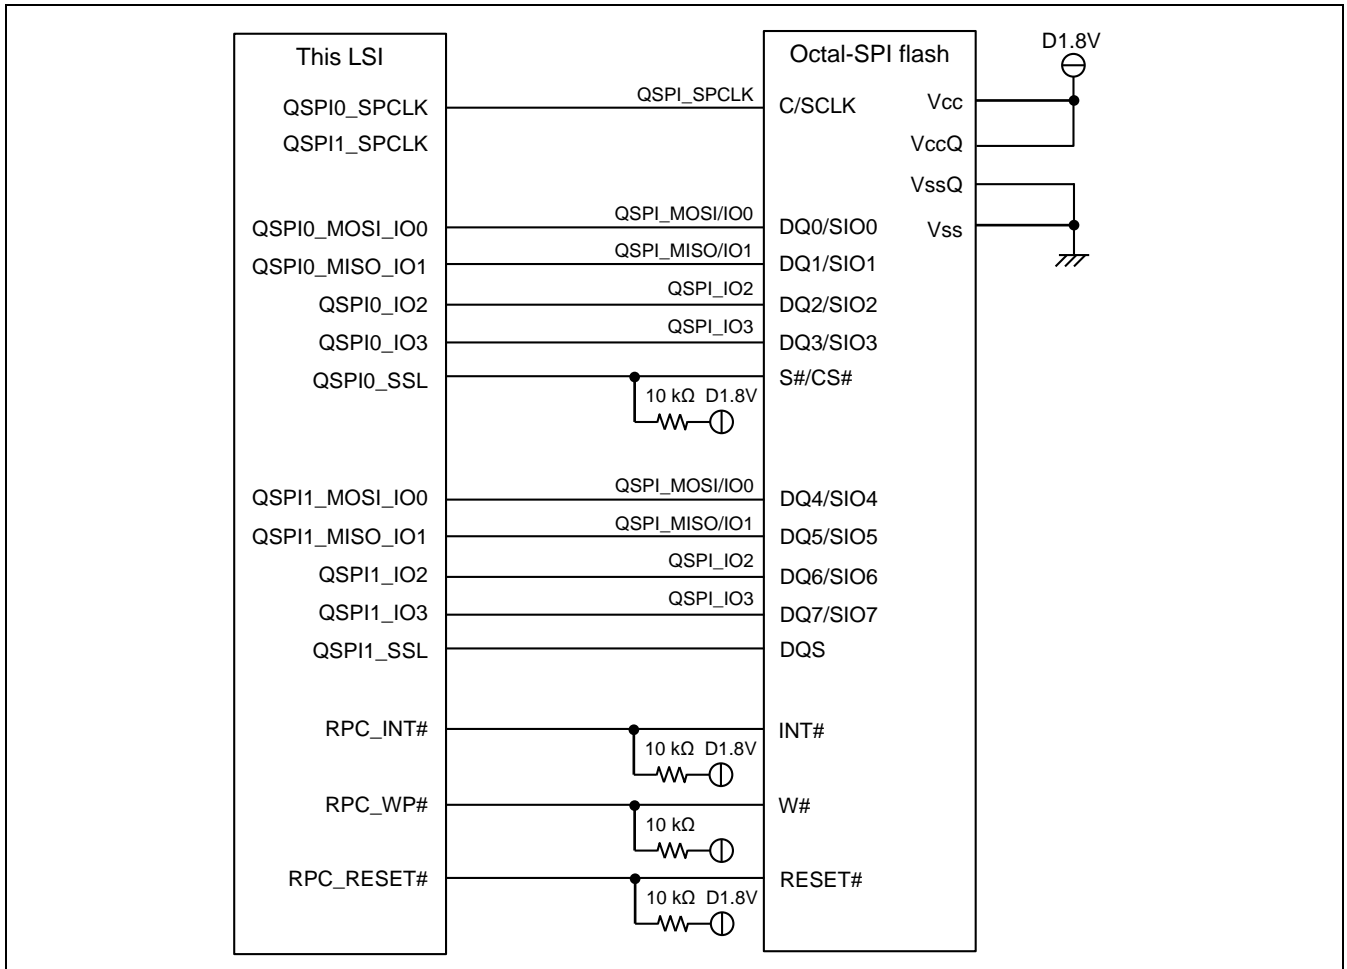 This LSI
Octal-SPI flash
D1.8V
QSPI0_SPCLK
QSPI_SPCLK
C/SCLK
Vcc
QSPI1_SPCLK
VccQ
VssQ
QSPI0_MOSI_IO0
QSPI_MOSI/IO0
DQ0/SIO0
Vss
QSPI0_MISO_IO1
QSPI_MISO/IO1
DQ1/SIO1
QSPI0_IO2
QSPI_IO2
DQ2/SIO2
QSPI0_IO3
QSPI_IO3
DQ3/SIO3
QSPI0_SSL
S#/CS#
10 kΩ D1.8V
QSPI1_MOSI_IO0
QSPI_MOSI/IO0
DQ4/SIO4
QSPI1_MISO_IO1
QSPI_MISO/IO1
DQ5/SIO5
QSPI1_IO2
QSPI_IO2
DQ6/SIO6
QSPI1_IO3
QSPI_IO3
DQ7/SIO7
QSPI1_SSL
DQS
RPC_INT#
INT#
10 kΩ D1.8V
RPC_WP#
W#
10 kΩ
RPC_RESET#
RESET#
10 kΩ D1.8V